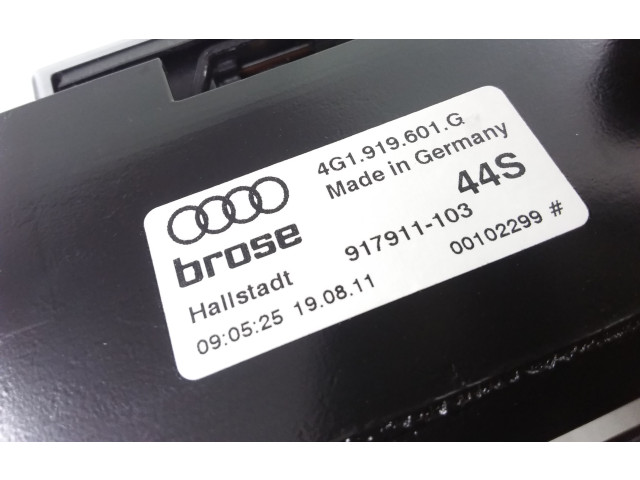 4G1.919.601.G
Made in Germany
44S
brose
917911-103
Hallstadt
00102299 #
09:05:25 19.08.11